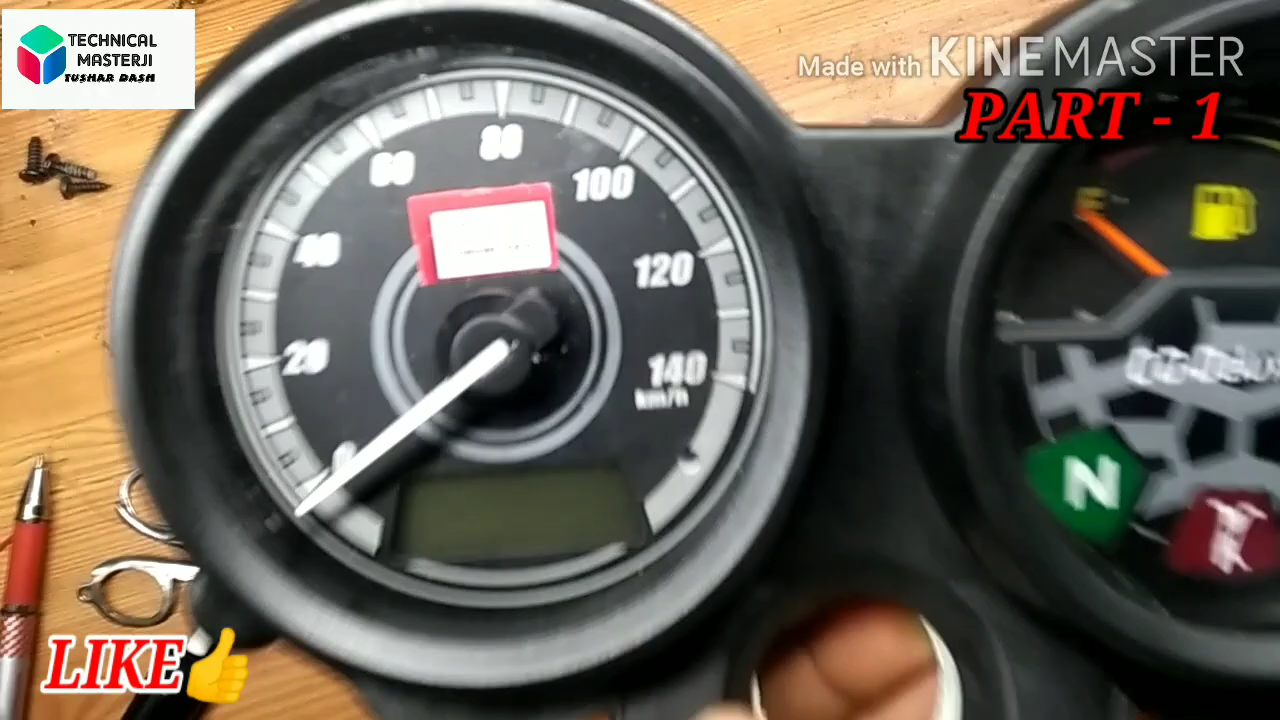 TECHNICAL
MASTERJI
TUSHAR DASH
Made with KINEMASTER
PART - 1
80
60
100
40
120
20
140
km/h
0
E
N
LIKE